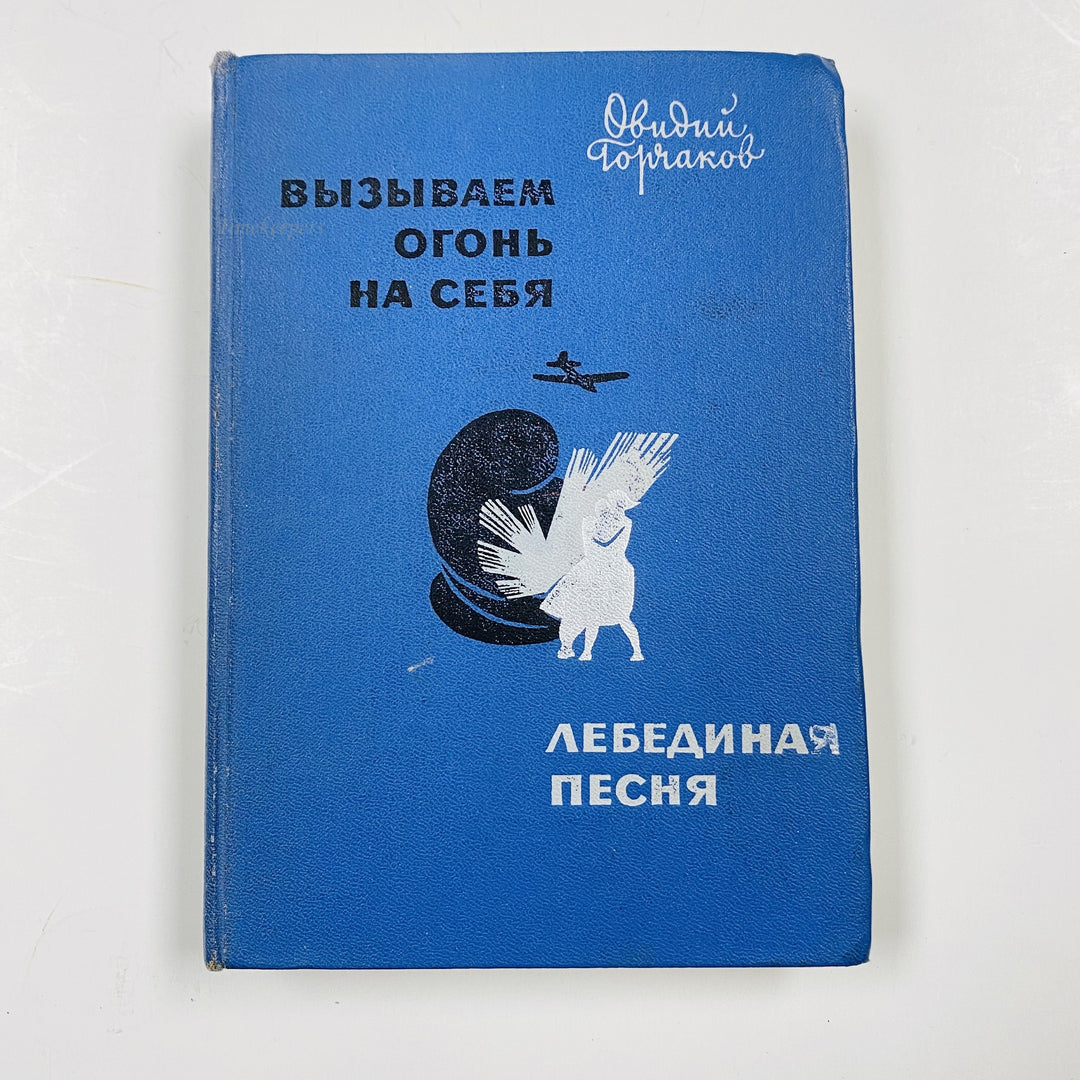 Овидий
Горчаков
ВЫЗЫВАЕМ
ОГОНЬ
НА СЕБЯ
ЛЕБЕДИНАЯ
ПЕСНЯ